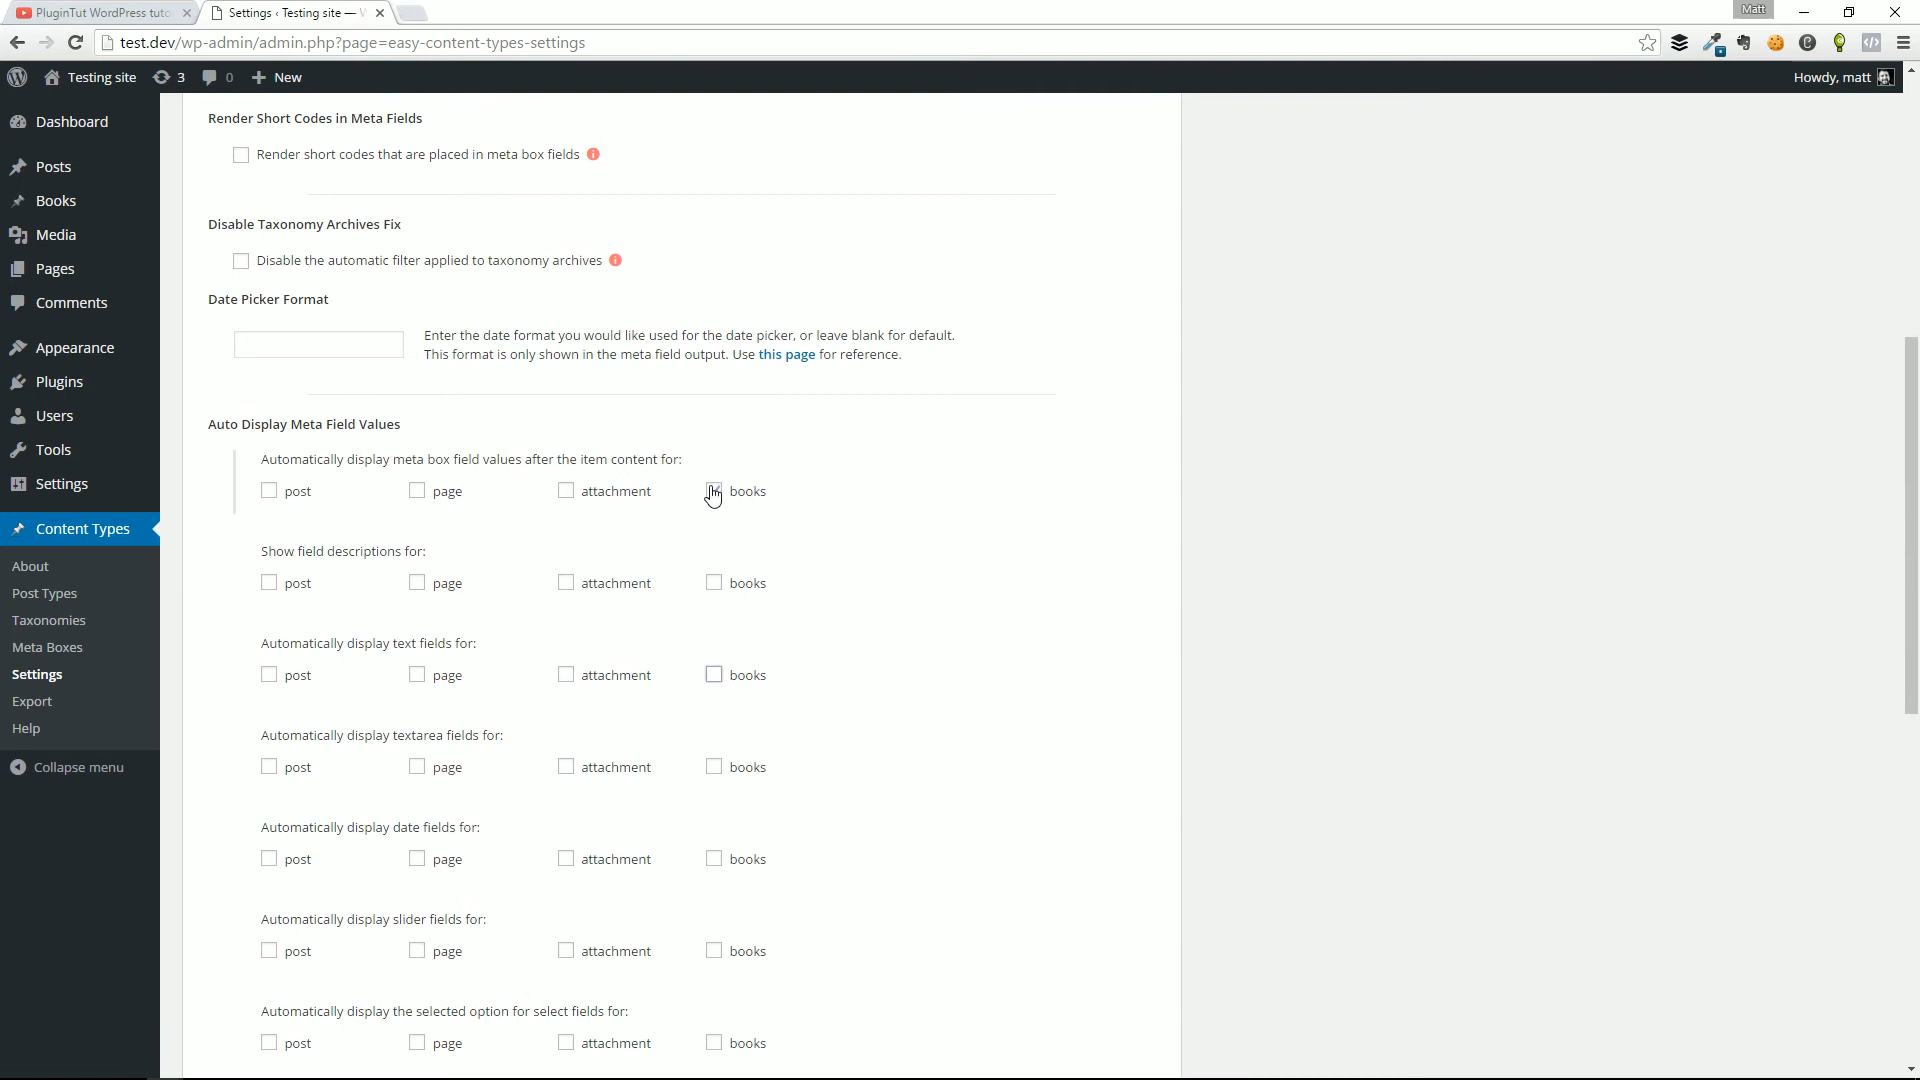 PluginTut WordPress tuto
Settings ‹ Testing site —
Matt
test.dev/wp-admin/admin.php?page=easy-content-types-settings
Testing site 3 0 New
Howdy, matt
Dashboard
Posts
Books
Media
Pages
Comments
Appearance
Plugins
Users
Tools
Settings
Content Types
About
Post Types
Taxonomies
Meta Boxes
Settings
Export
Help
Collapse menu
Render Short Codes in Meta Fields
Render short codes that are placed in meta box fields
Disable Taxonomy Archives Fix
Disable the automatic filter applied to taxonomy archives
Date Picker Format
Enter the date format you would like used for the date picker, or leave blank for default.
This format is only shown in the meta field output. Use this page for reference.
Auto Display Meta Field Values
Automatically display meta box field values after the item content for:
post page attachment books
Show field descriptions for:
post page attachment books
Automatically display text fields for:
post page attachment books
Automatically display textarea fields for:
post page attachment books
Automatically display date fields for:
post page attachment books
Automatically display slider fields for:
post page attachment books
Automatically display the selected option for select fields for:
post page attachment books